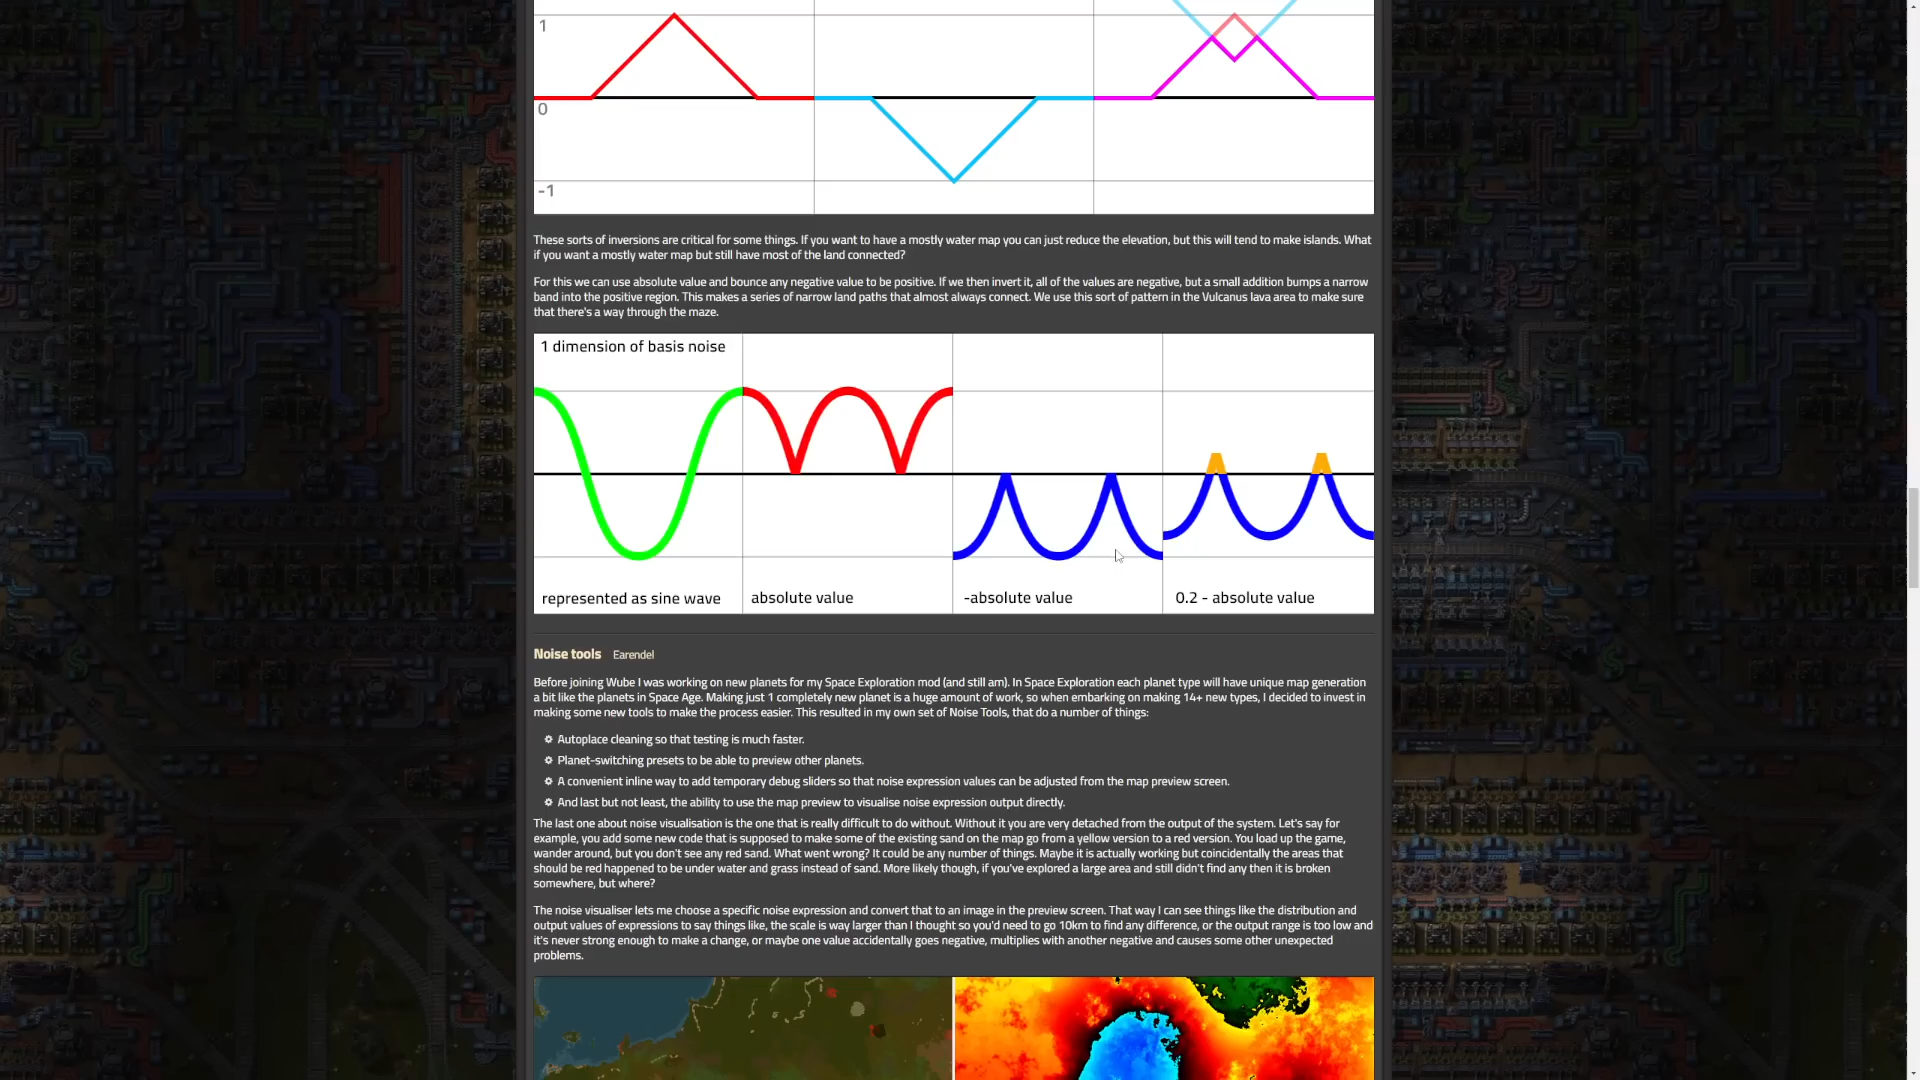 1
0
-1
These sorts of inversions are critical for some things. If you want to have a mostly water map you can just reduce the elevation, but this will tend to make islands. What
if you want a mostly water map but still have most of the land connected?
For this we can use absolute value and bounce any negative value to be positive. If we then invert it, all of the values are negative, but a small addition bumps a narrow
band into the positive region. This makes a series of narrow land paths that almost always connect. We use this sort of pattern in the Vulcanus lava area to make sure
that there's a way through the maze.
1 dimension of basis noise
represented as sine wave
absolute value
-absolute value
0.2 - absolute value
Noise tools Earendel
Before joining Wube I was working on new planets for my Space Exploration mod (and still am). In Space Exploration each planet type will have unique map generation
a bit like the planets in Space Age. Making just 1 completely new planet is a huge amount of work, so when embarking on making 14+ new types, I decided to invest in
making some new tools to make the process easier. This resulted in my own set of Noise Tools, that do a number of things:
Autoplace cleaning so that testing is much faster.
Planet-switching presets to be able to preview other planets.
A convenient inline way to add temporary debug sliders so that noise expression values can be adjusted from the map preview screen.
And last but not least, the ability to use the map preview to visualise noise expression output directly.
The last one about noise visualisation is the one that is really difficult to do without. Without it you are very detached from the output of the system. Let's say for
example, you add some new code that is supposed to make some of the existing sand on the map go from a yellow version to a red version. You load up the game,
wander around, but you don't see any red sand. What went wrong? It could be any number of things. Maybe it is actually working but coincidentally the areas that
should be red happened to be under water and grass instead of sand. More likely though, if you've explored a large area and still didn't find any then it is broken
somewhere, but where?
The noise visualiser lets me choose a specific noise expression and convert that to an image in the preview screen. That way I can see things like the distribution and
output values of expressions to say things like, the scale is way larger than I thought so you'd need to go 10km to find any difference, or the output range is too low and
it's never strong enough to make a change, or maybe one value accidentally goes negative, multiplies with another negative and causes some other unexpected
problems.